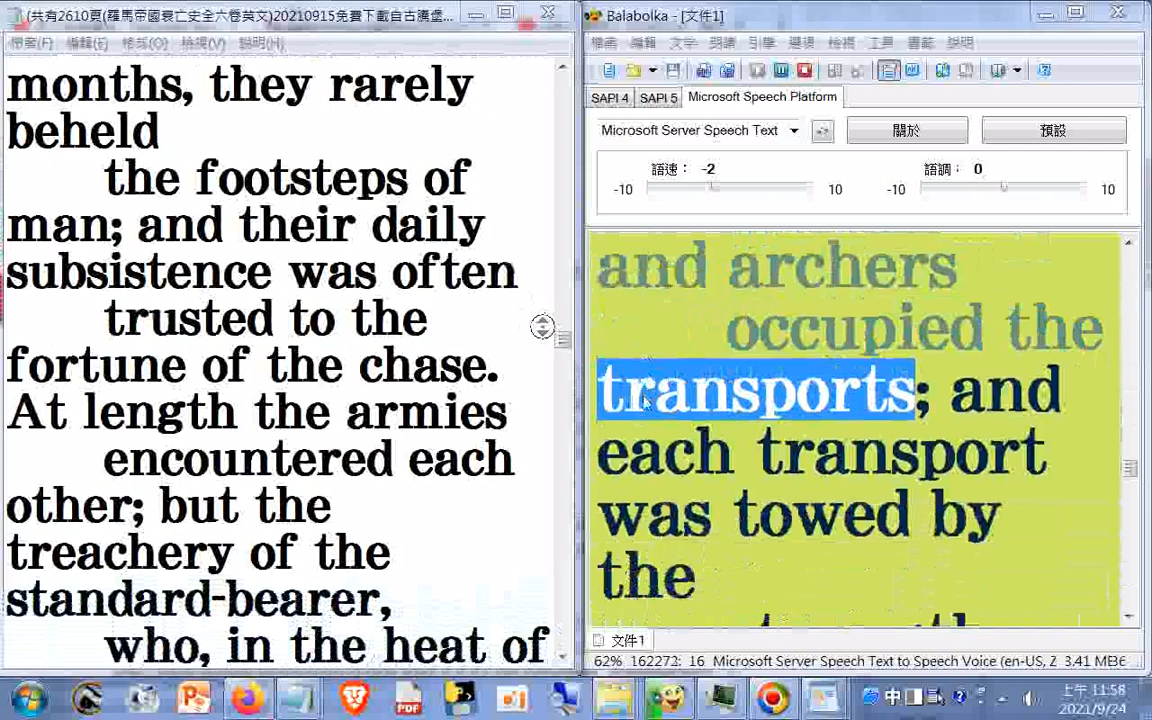 (共有2610頁(羅馬帝國衰亡史全六卷英文)20210915免費下載自古騰堡...
檔案(F) 編輯(E) 格式(O) 檢視(V) 說明(H)
months, they rarely
beheld
the footsteps of
man; and their daily
subsistence was often
trusted to the
fortune of the chase.
At length the armies
encountered each
other; but the
treachery of the
standard-bearer,
who, in the heat of
Balabolka - [文件1]
檔案 編輯 文字 朗讀 引擎 選項 檢視 工具 書籤 說明
SAPI 4 SAPI 5 Microsoft Speech Platform
Microsoft Server Speech Text
關於 預設
語速： -2 語調： 0
-10 10 -10 10
and archers
occupied the
transports; and
each transport
was towed by
the
文件1
62% 162272: 16 Microsoft Server Speech Text to Speech Voice (en-US, Z 3.41 MB
中
上午 11:58
2021/9/24